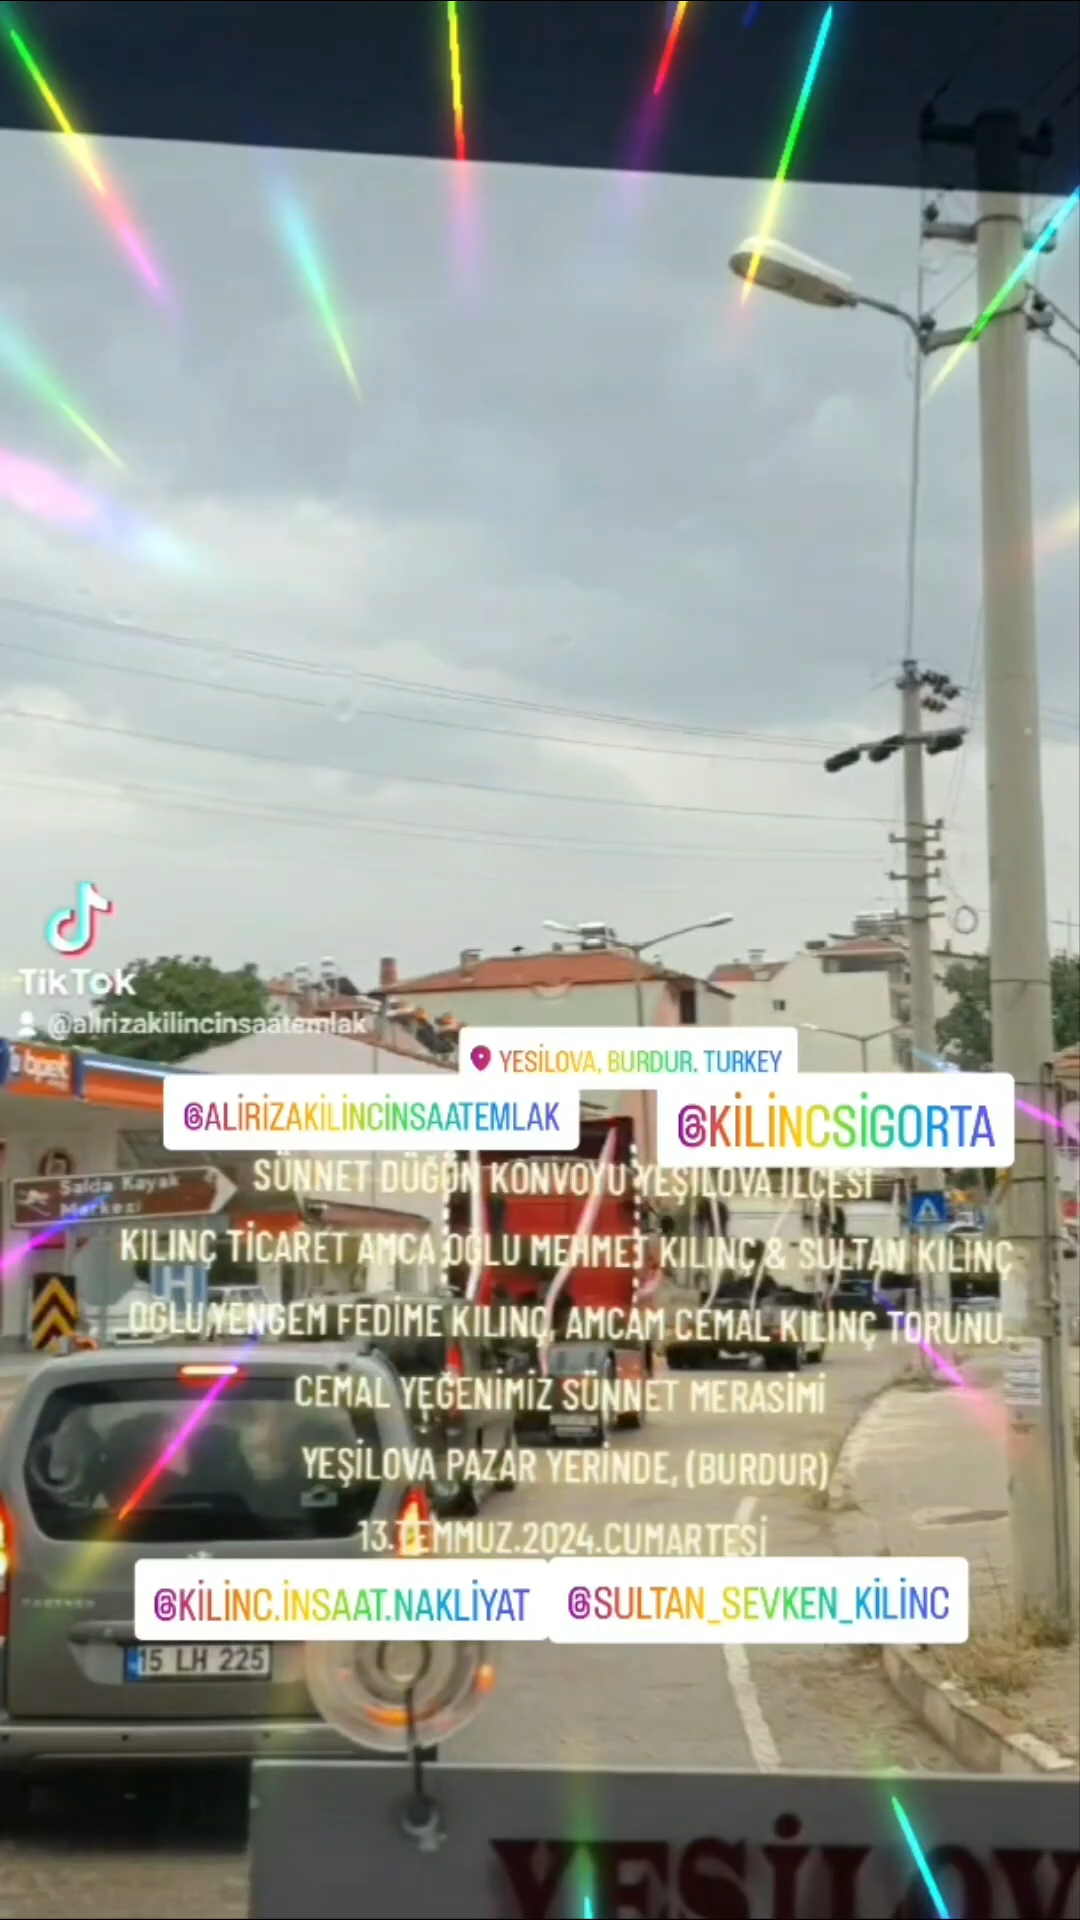 TikTok
@alirizakilincinsaatemlak
bpet
YESİLOVA, BURDUR, TURKEY
@ALİRİZAKİLİNCİNSAATEMLAK
@KİLİNCSİGORTA
Salda Kayak
Merkezi
SÜNNET DÜĞÜN KONVOYU YEŞİLOVA İLÇESİ
KILINÇ TİCARET AMCA OĞLU MEHMET KILINÇ & SULTAN KILINÇ
H
OĞLU YENGEM FEDİME KILINÇ, AMCAM CEMAL KILINÇ TORUNU
CEMAL YEĞENİMİZ SÜNNET MERASİMİ
YEŞİLOVA PAZAR YERİNDE, (BURDUR)
13.TEMMUZ.2024.CUMARTESİ
@KİLİNC.İNSAAT.NAKLİYAT
@SULTAN_SEVKEN_KİLİNC
15 LH 225
YEŞİLOV